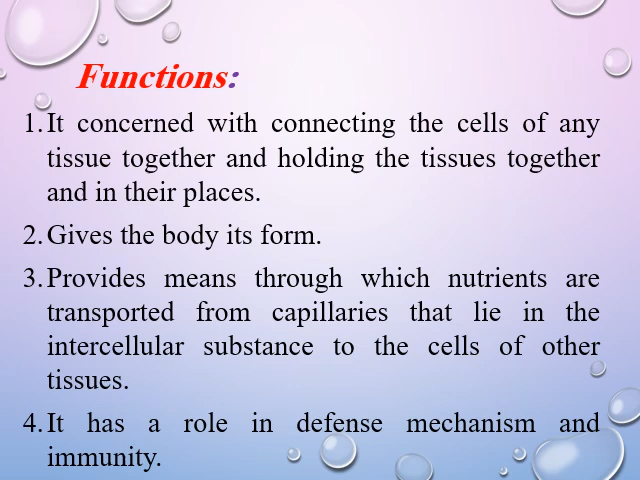 Functions:
1. It concerned with connecting the cells of any
tissue together and holding the tissues together
and in their places.
2. Gives the body its form.
3. Provides means through which nutrients are
transported from capillaries that lie in the
intercellular substance to the cells of other
tissues.
4. It has a role in defense mechanism and
immunity.